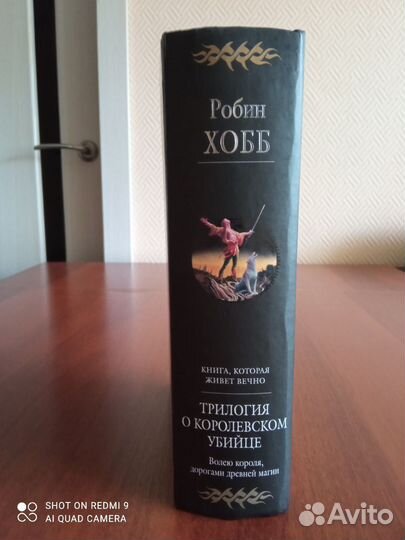 Робин
ХОББ
КНИГА, КОТОРАЯ
ЖИВЕТ ВЕЧНО
ТРИЛОГИЯ
О КОРОЛЕВСКОМ
УБИЙЦЕ
Волею короля,
дорогами древней магии
SHOT ON REDMI 9
AI QUAD CAMERA
Avito